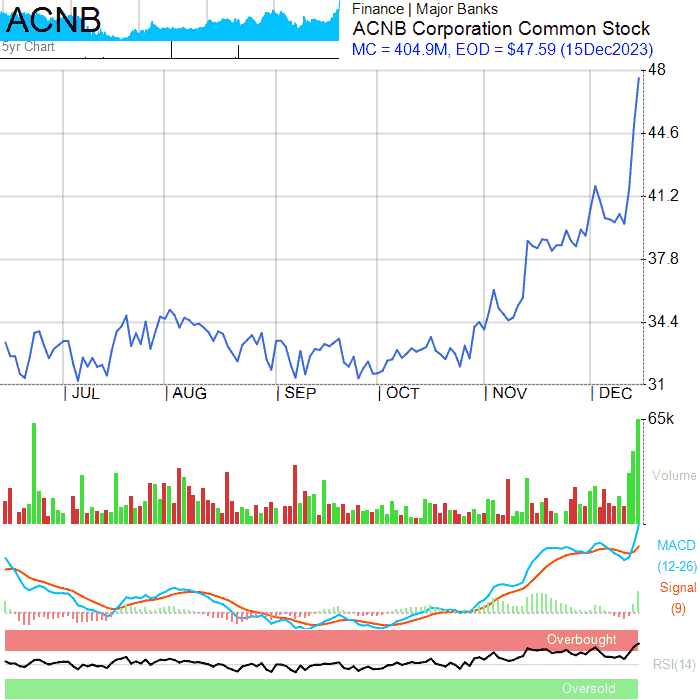 ACNB
5yr Chart
Finance | Major Banks
ACNB Corporation Common Stock
MC = 404.9M, EOD = $47.59 (15Dec2023)
48
44.6
41.2
37.8
34.4
31
JUL AUG SEP OCT NOV DEC
65k
Volume
MACD
(12-26)
Signal
(9)
Overbought
RSI(14)
Oversold